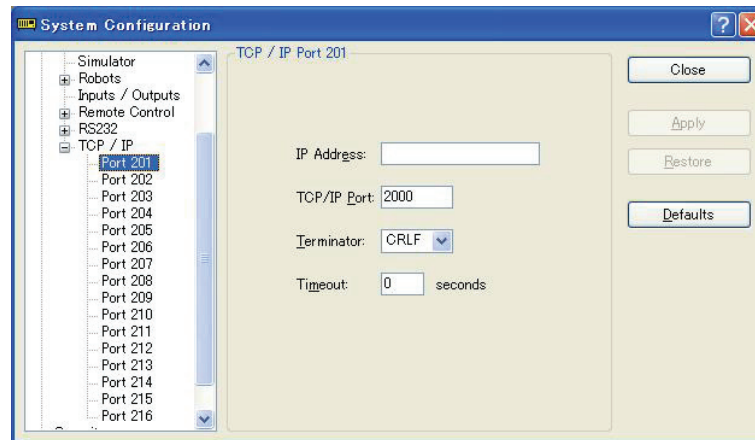 System Configuration
Simulator
Robots
Inputs / Outputs
Remote Control
RS232
TCP / IP
Port 201
Port 202
Port 203
Port 204
Port 205
Port 206
Port 207
Port 208
Port 209
Port 210
Port 211
Port 212
Port 213
Port 214
Port 215
Port 216
TCP / IP Port 201
IP Address:
TCP/IP Port: 2000
Terminator: CRLF
Timeout: 0 seconds
Close
Apply
Restore
Defaults